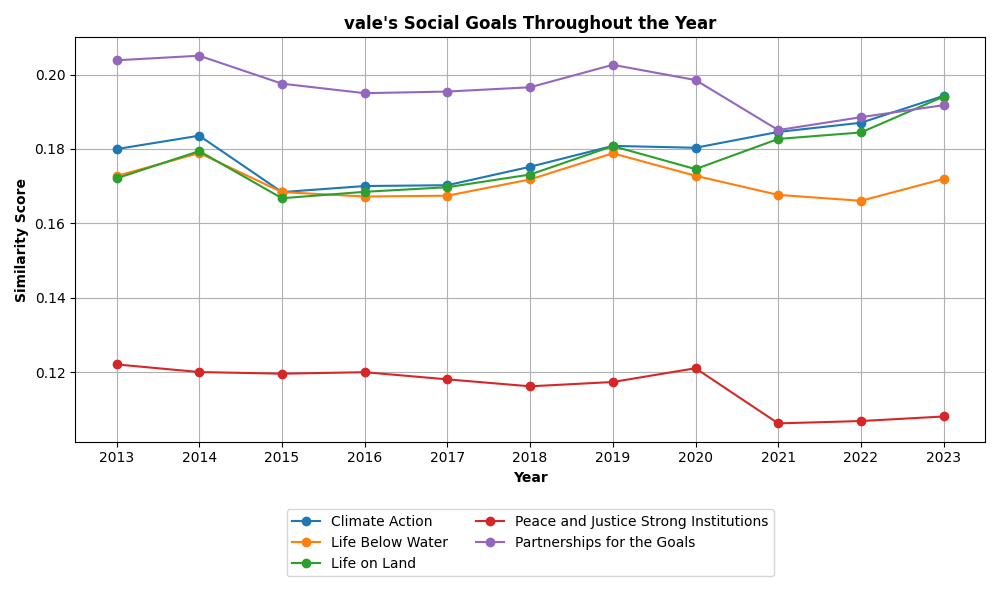 vale's Social Goals Throughout the Year
Similarity Score
0.20
0.18
0.16
0.14
0.12
2013 2014 2015 2016 2017 2018 2019 2020 2021 2022 2023
Year
Climate Action
Life Below Water
Life on Land
Peace and Justice Strong Institutions
Partnerships for the Goals